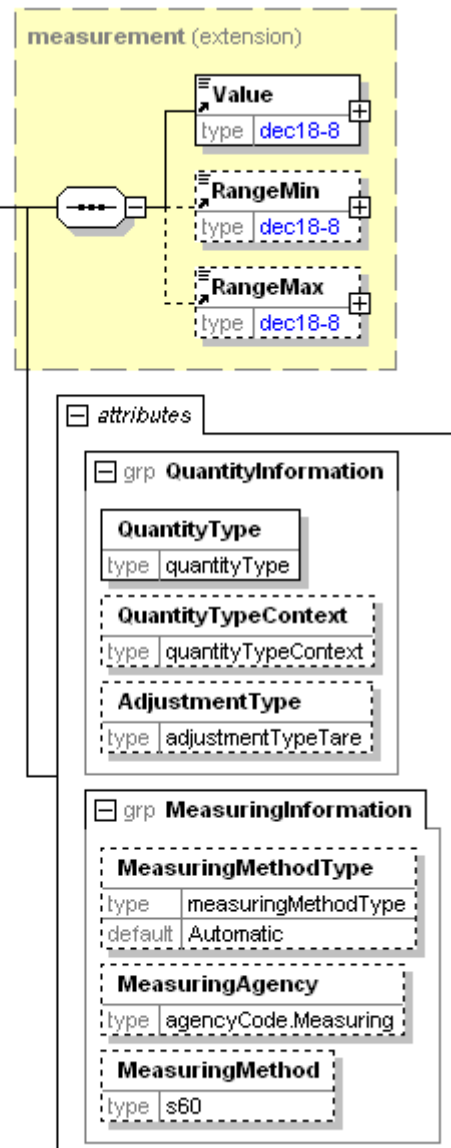 measurement (extension)
Value
type dec18-8
RangeMin
type dec18-8
RangeMax
type dec18-8
attributes
grp QuantityInformation
QuantityType
type quantityType
QuantityTypeContext
type quantityTypeContext
AdjustmentType
type adjustmentTypeTare
grp MeasuringInformation
MeasuringMethodType
type measuringMethodType
default Automatic
MeasuringAgency
type agencyCode.Measuring
MeasuringMethod
type s60